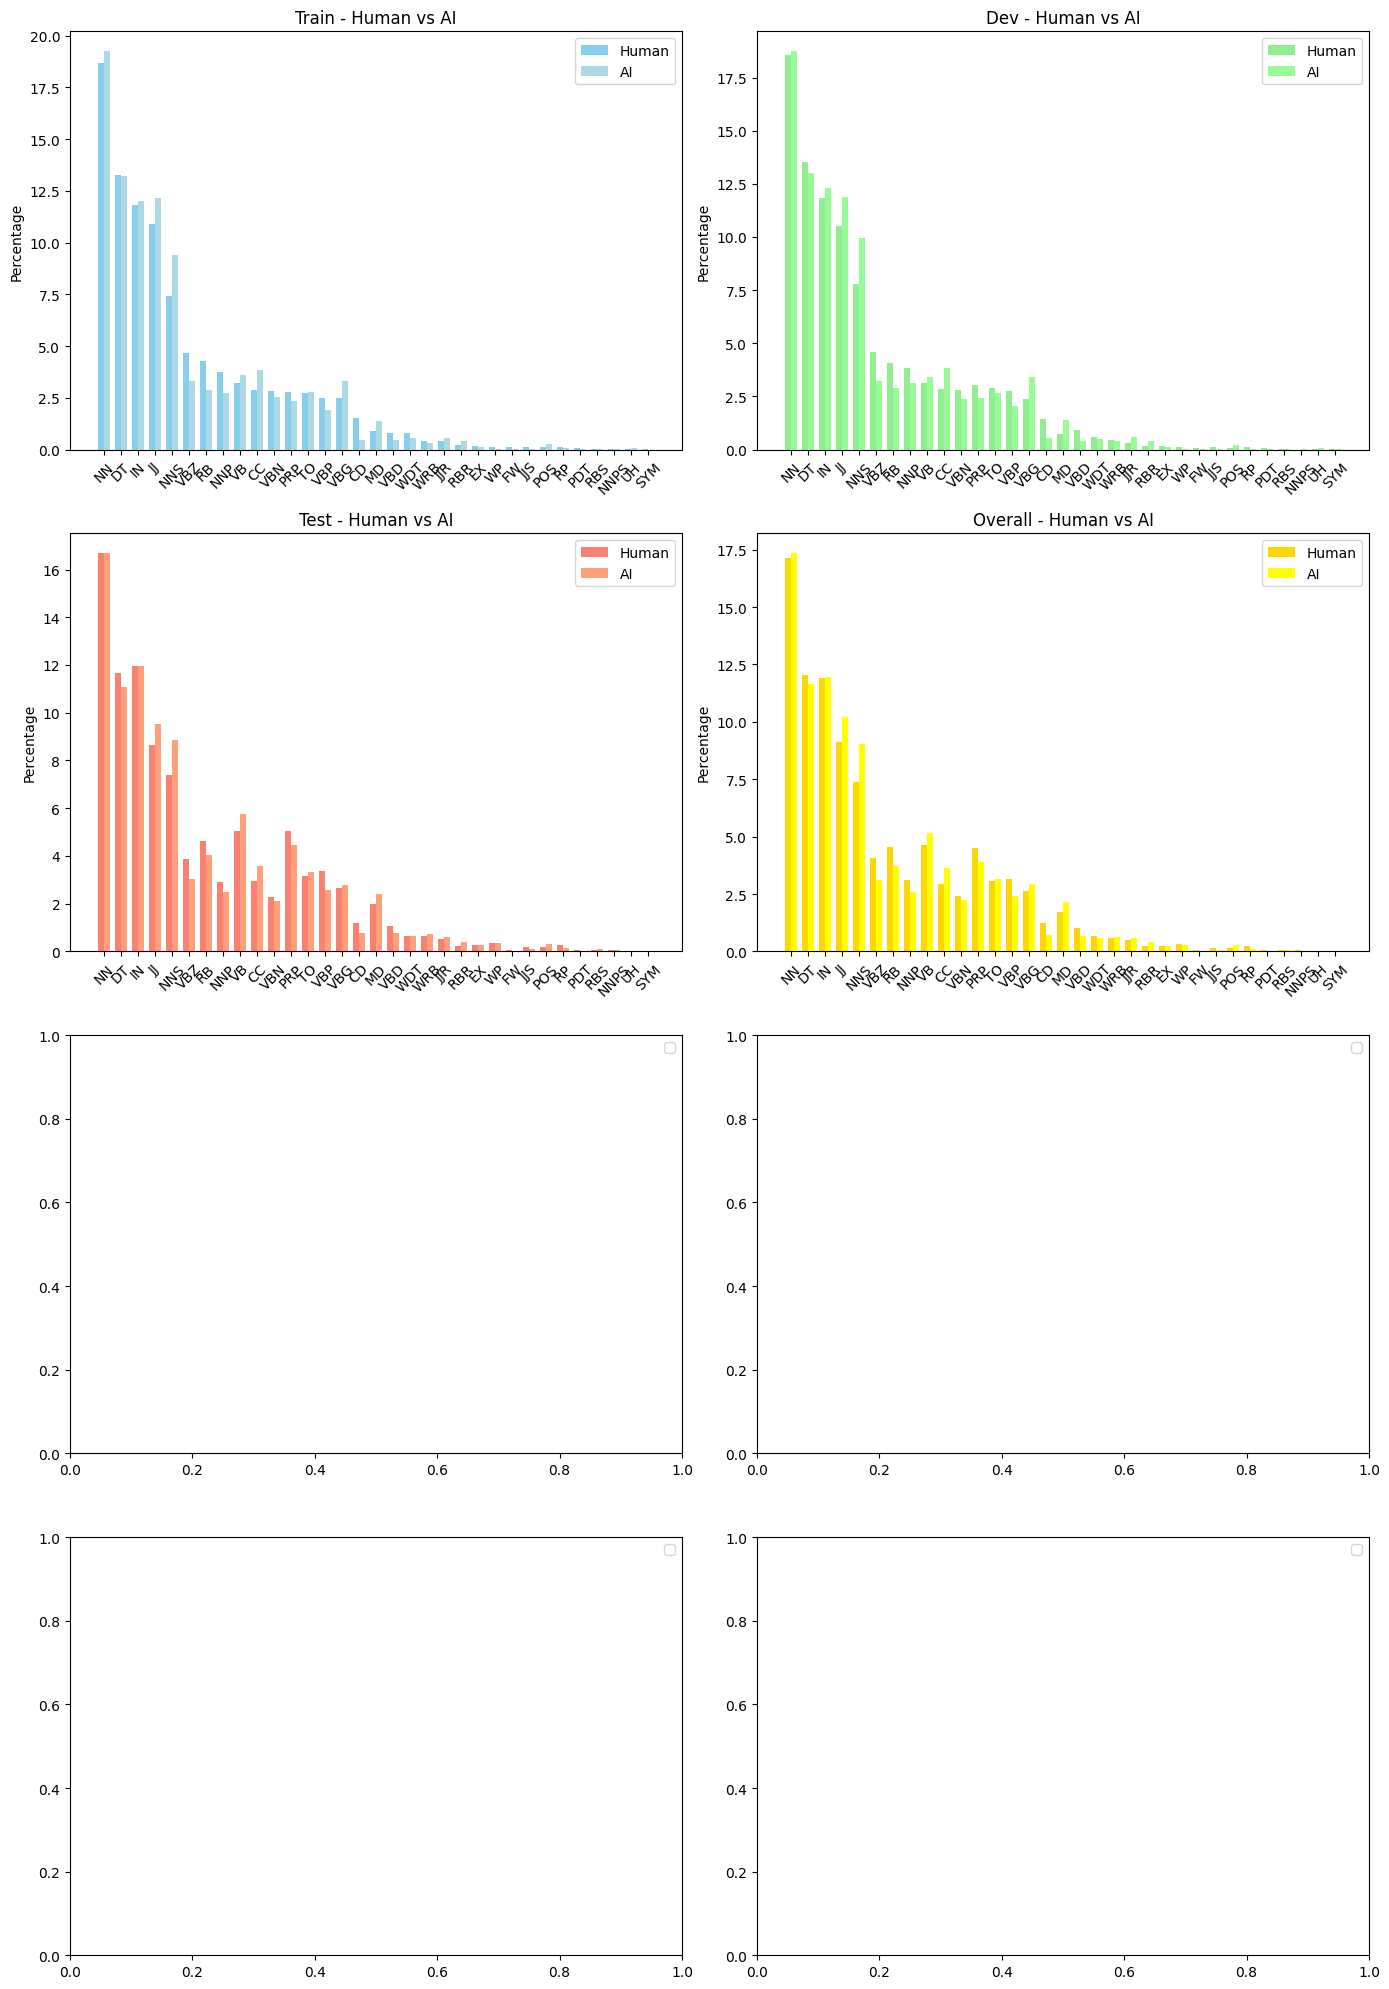 Train - Human vs AI
Percentage
20.0
17.5
15.0
12.5
10.0
7.5
5.0
2.5
0.0
Human
AI
NN DT IN JJ NNS VBZ RB NNP VB CC VBN PRP TO VBP VBG CD MD VBD WDT WRB JJR RBR EX WP FW JJS POS RP PDT RBS NNPS UH SYM
Dev - Human vs AI
Percentage
17.5
15.0
12.5
10.0
7.5
5.0
2.5
0.0
Human
AI
NN DT IN JJ NNS VBZ RB NNP VB CC VBN PRP TO VBP VBG CD MD VBD WDT WRB JJR RBR EX WP FW JJS POS RP PDT RBS NNPS UH SYM
Test - Human vs AI
Percentage
16
14
12
10
8
6
4
2
0
Human
AI
NN DT IN JJ NNS VBZ RB NNP VB CC VBN PRP TO VBP VBG CD MD VBD WDT WRB JJR RBR EX WP FW JJS POS RP PDT RBS NNPS UH SYM
Overall - Human vs AI
Percentage
17.5
15.0
12.5
10.0
7.5
5.0
2.5
0.0
Human
AI
NN DT IN JJ NNS VBZ RB NNP VB CC VBN PRP TO VBP VBG CD MD VBD WDT WRB JJR RBR EX WP FW JJS POS RP PDT RBS NNPS UH SYM
1.0
0.8
0.6
0.4
0.2
0.0
0.0 0.2 0.4 0.6 0.8 1.0
1.0
0.8
0.6
0.4
0.2
0.0
0.0 0.2 0.4 0.6 0.8 1.0
1.0
0.8
0.6
0.4
0.2
0.0
0.0 0.2 0.4 0.6 0.8 1.0
1.0
0.8
0.6
0.4
0.2
0.0
0.0 0.2 0.4 0.6 0.8 1.0